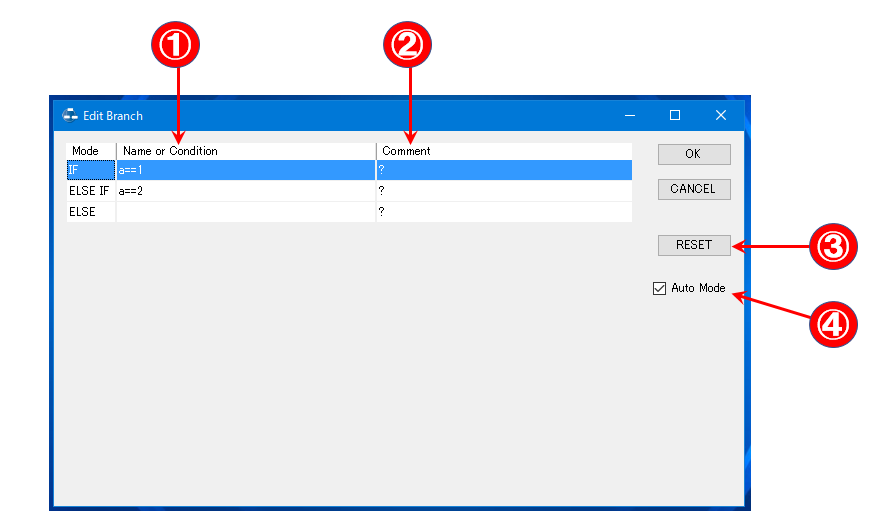 ① ②
Edit Branch
Mode Name or Condition Comment
IF a==1 ?
ELSE IF a==2 ?
ELSE ?
OK
CANCEL
RESET ③
Auto Mode
④